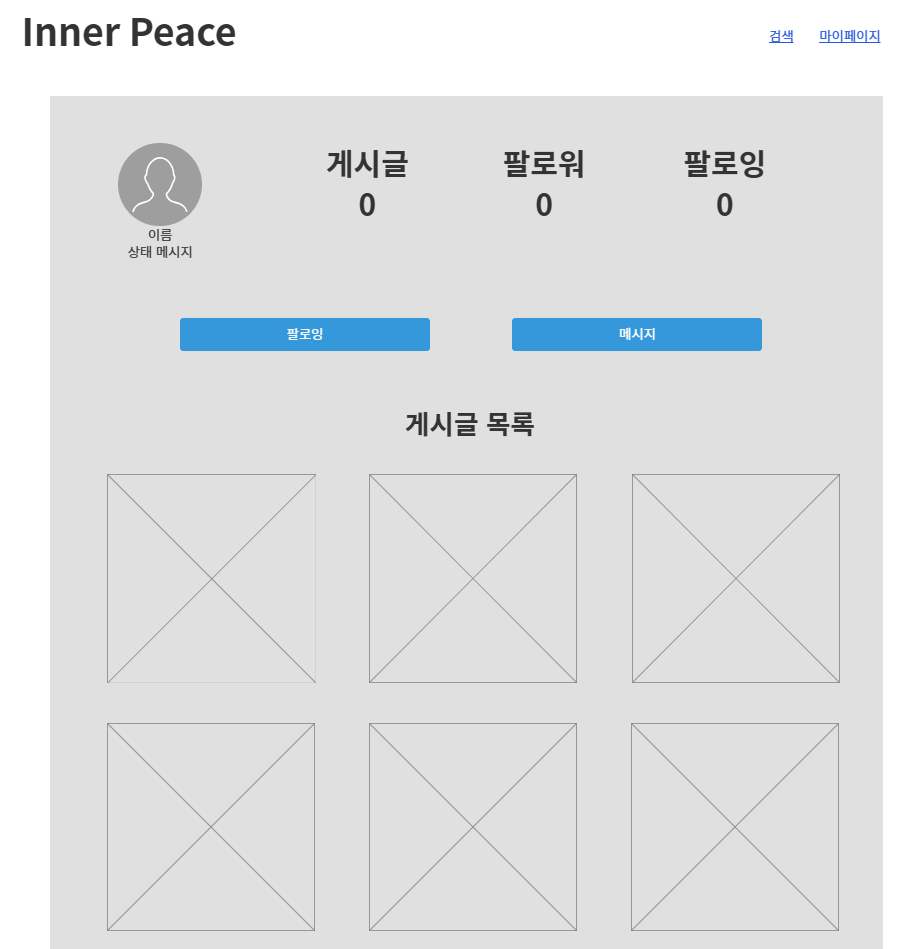 Inner Peace
검색 마이페이지
게시글 팔로워 팔로잉
0 0 0
이름
상태 메시지
팔로잉 메시지
게시글 목록